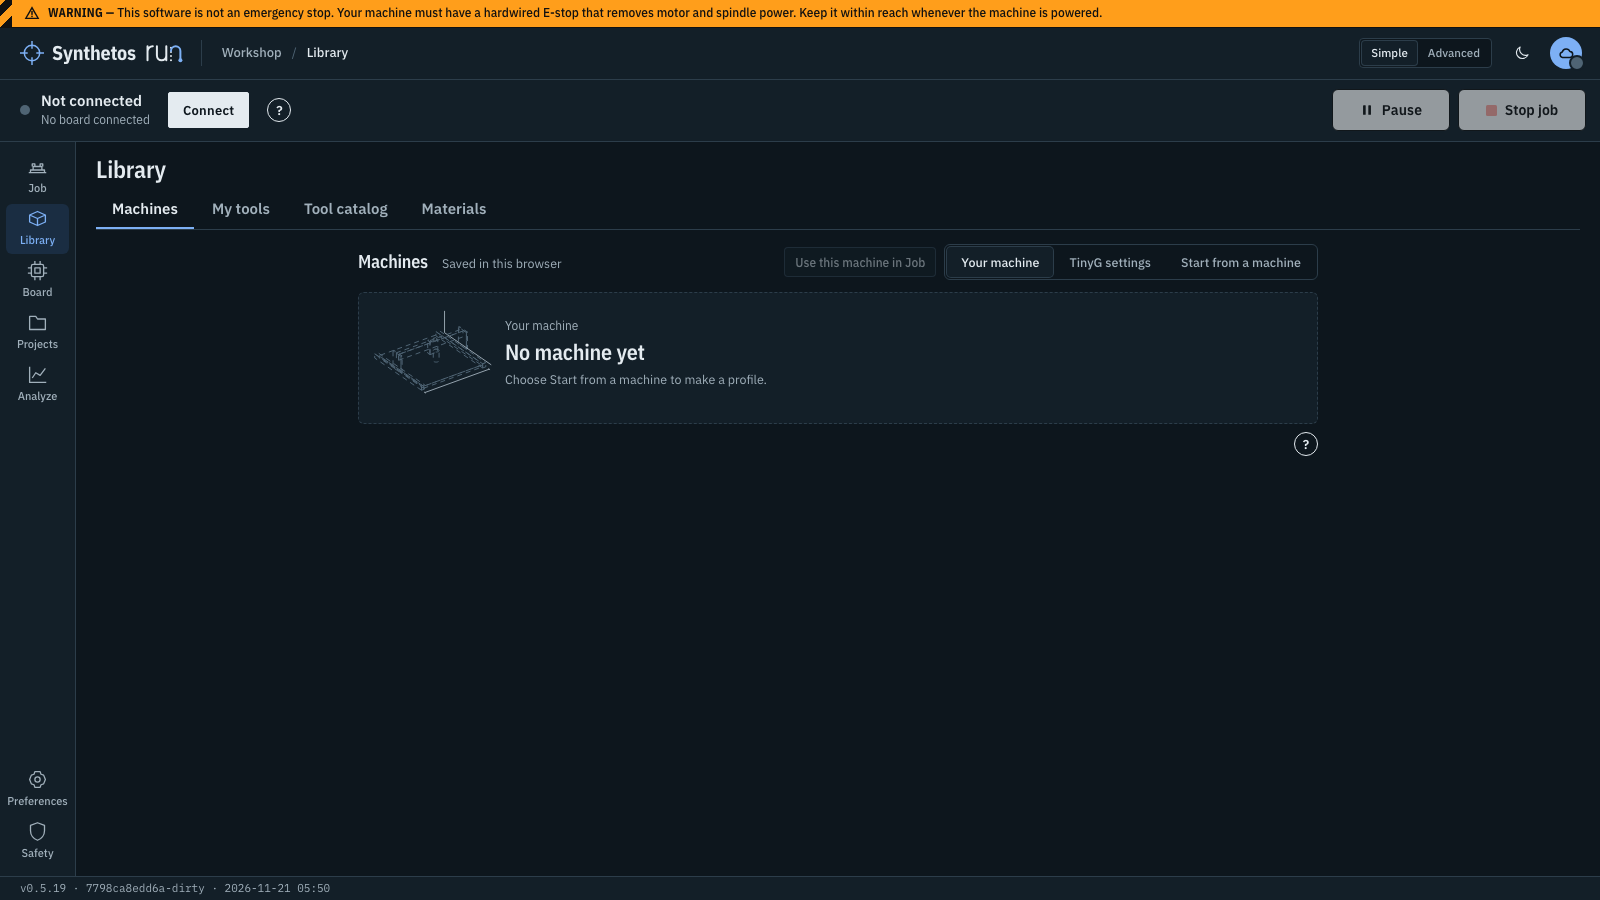 WARNING — This software is not an emergency stop. Your machine must have a hardwired E-stop that removes motor and spindle power. Keep it within reach whenever the machine is powered.
Synthetos run
Workshop / Library
Simple
Advanced
Not connected
No board connected
Connect
?
Pause
Stop job
Job
Library
Board
Projects
Analyze
Preferences
Safety
Library
Machines
My tools
Tool catalog
Materials
Machines
Saved in this browser
Use this machine in Job
Your machine
TinyG settings
Start from a machine
Your machine
No machine yet
Choose Start from a machine to make a profile.
?
v0.5.19 · 7798ca8edd6a-dirty · 2026-11-21 05:50